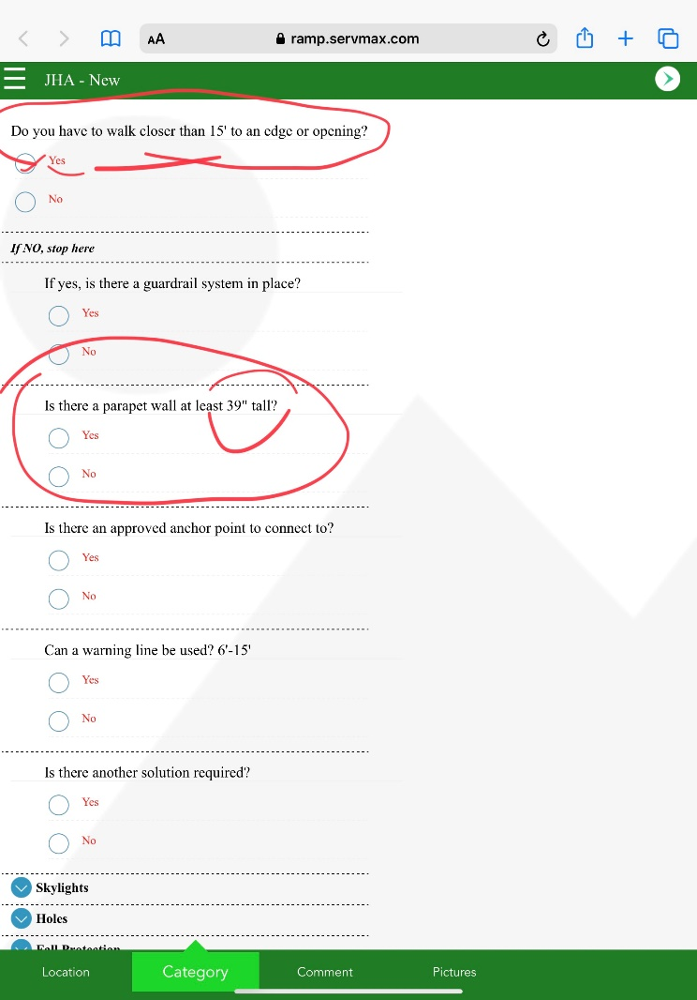 AA ramp.servmax.com
JHA - New
Do you have to walk closer than 15' to an edge or opening?
Yes
No
If NO, stop here
If yes, is there a guardrail system in place?
Yes
No
Is there a parapet wall at least 39" tall?
Yes
No
Is there an approved anchor point to connect to?
Yes
No
Can a warning line be used? 6'-15'
Yes
No
Is there another solution required?
Yes
No
Skylights
Holes
Fall Protection
Location Category Comment Pictures